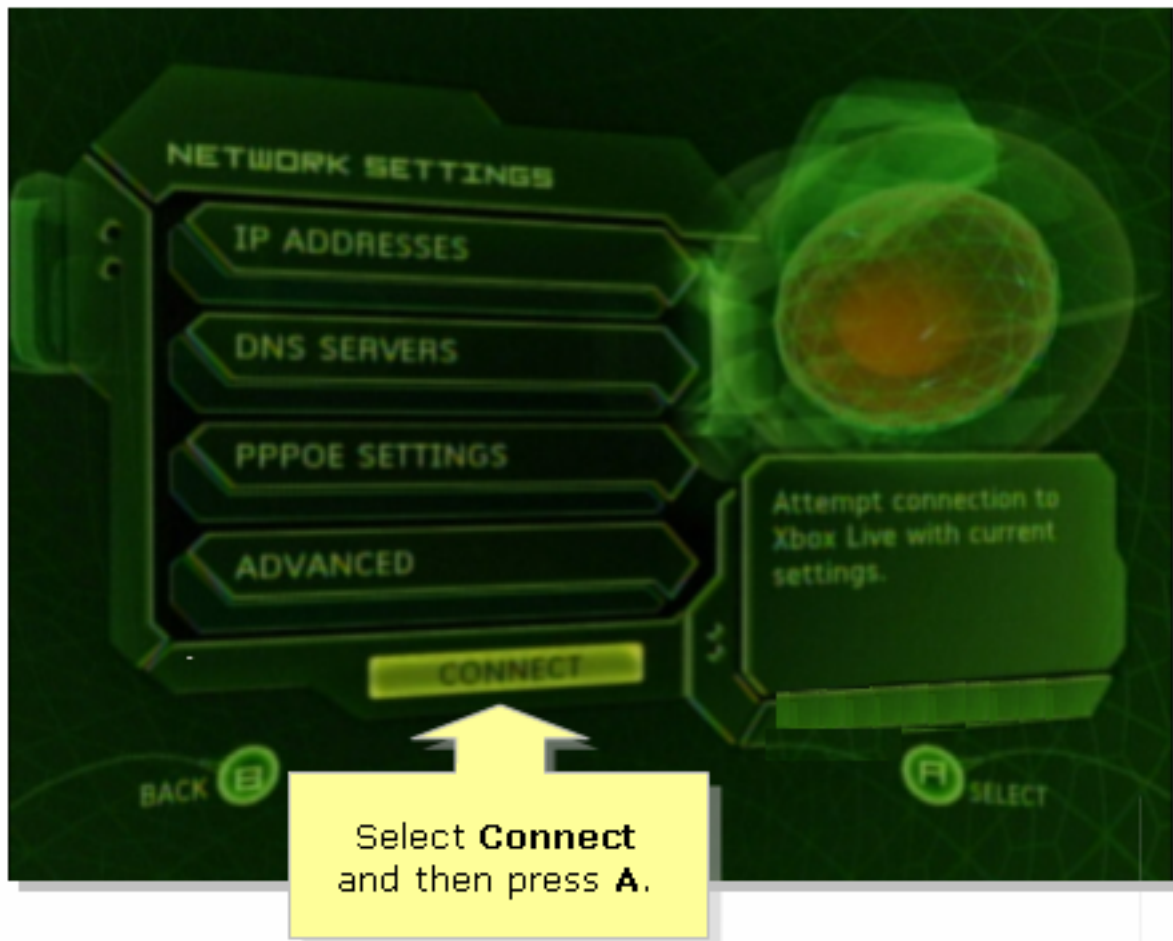 NETWORK SETTINGS
IP ADDRESSES
DNS SERVERS
PPPOE SETTINGS
ADVANCED
CONNECT
Attempt connection to
Xbox Live with current
settings.
BACK B
A SELECT
Select Connect
and then press A.